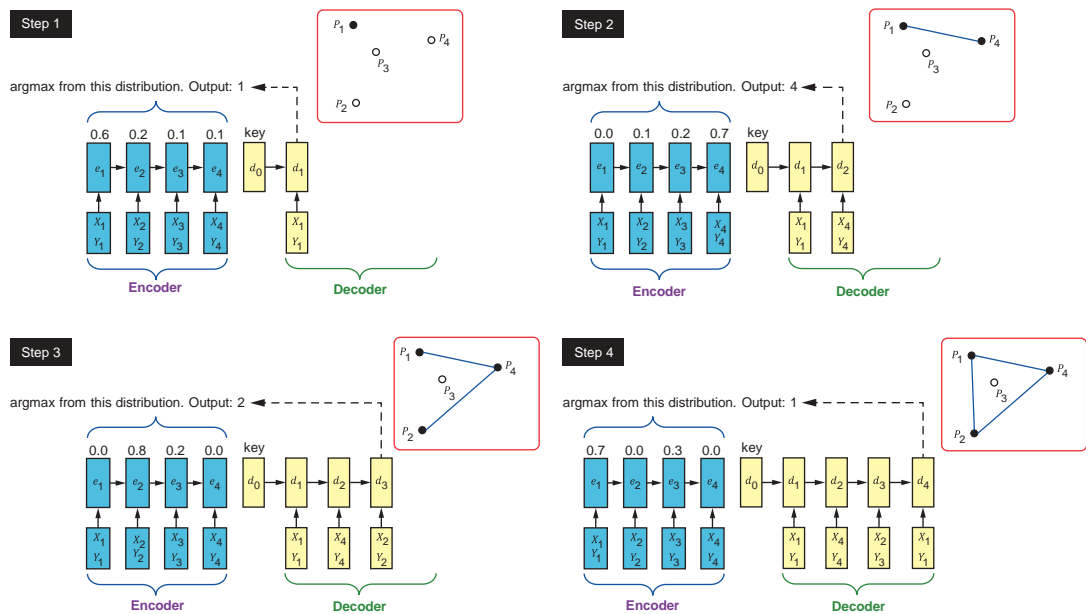 Step 1
P1
P4
P3
P2
argmax from this distribution. Output: 1
0.6 0.2 0.1 0.1 key
e1 e2 e3 e4 d0 d1
X1 X2 X3 X4 X1
Y1 Y2 Y3 Y4 Y1
Encoder Decoder
Step 2
P1
P4
P3
P2
argmax from this distribution. Output: 4
0.0 0.1 0.2 0.7 key
e1 e2 e3 e4 d0 d1 d2
X1 X2 X3 X4 X1 X4
Y1 Y2 Y3 Y4 Y1 Y4
Encoder Decoder
Step 3
P1
P4
P3
P2
argmax from this distribution. Output: 2
0.0 0.8 0.2 0.0 key
e1 e2 e3 e4 d0 d1 d2 d3
X1 X2 X3 X4 X1 X4 X2
Y1 Y2 Y3 Y4 Y1 Y4 Y2
Encoder Decoder
Step 4
P1
P4
P3
P2
argmax from this distribution. Output: 1
0.7 0.0 0.3 0.0 key
e1 e2 e3 e4 d0 d1 d2 d3 d4
X1 X2 X3 X4 X1 X4 X2 X1
Y1 Y2 Y3 Y4 Y1 Y4 Y3 Y1
Encoder Decoder